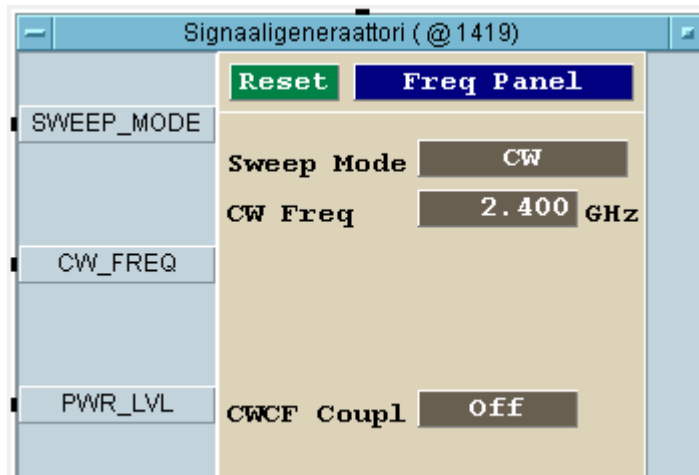 Signaaligeneraattori ( @1419)
Reset Freq Panel
SWEEP_MODE
Sweep Mode CW
CW Freq 2.400 GHz
CW_FREQ
PWR_LVL
CWCF Coupl Off